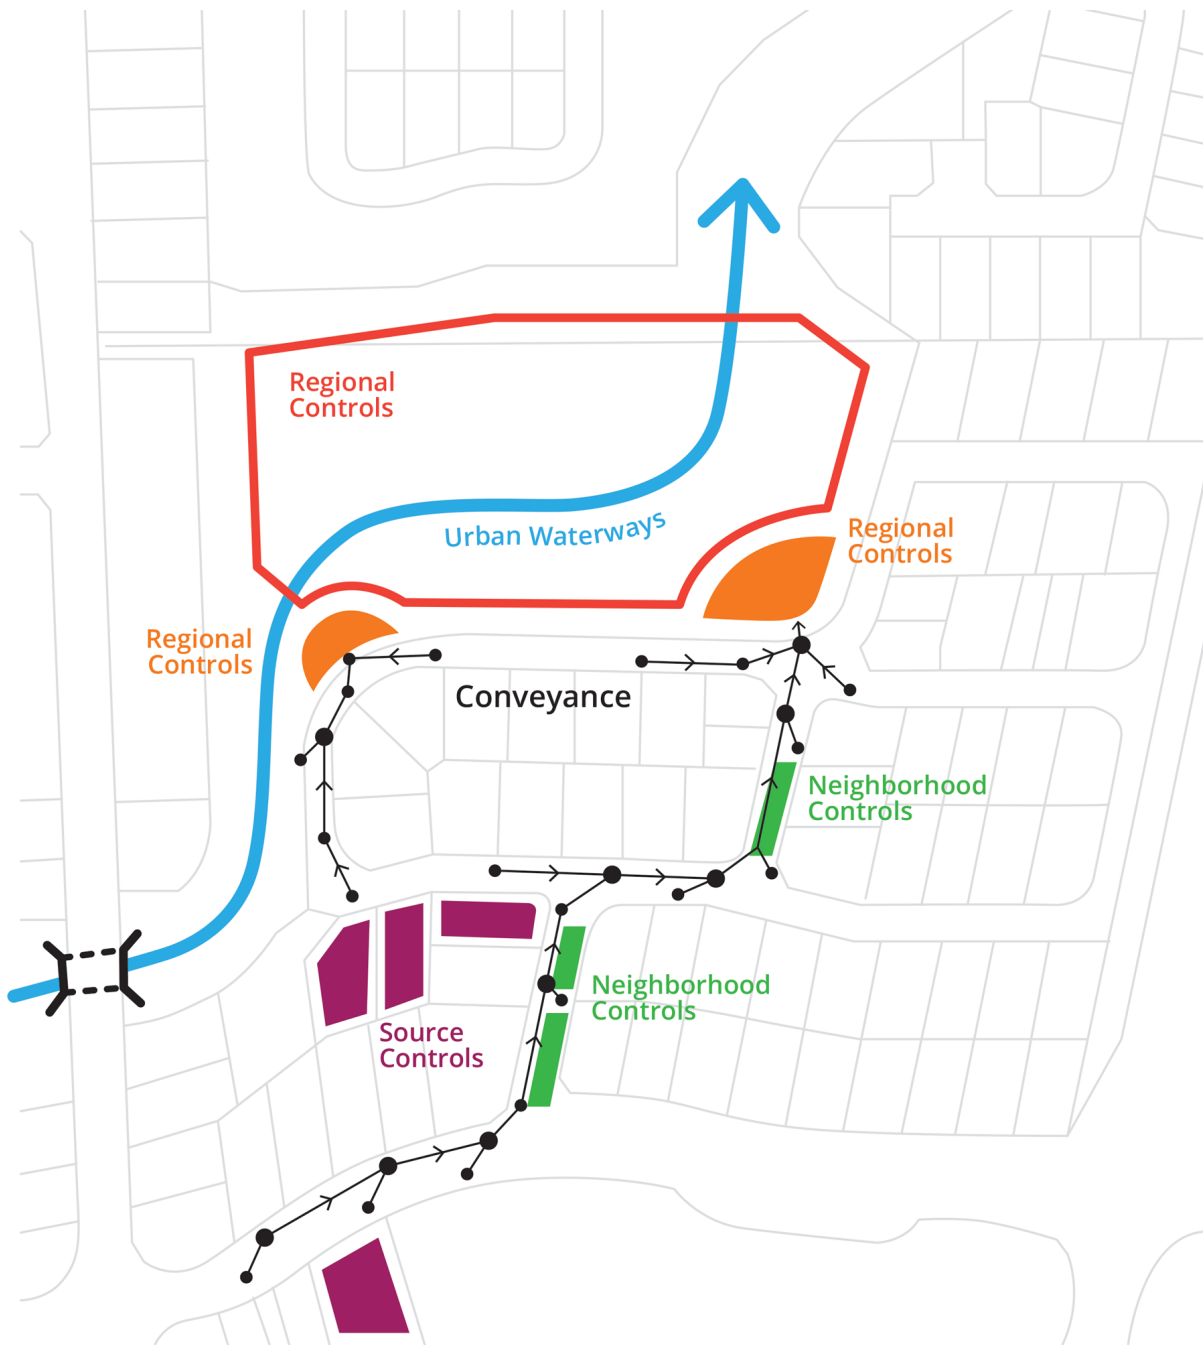 Regional
Controls
Urban Waterways
Regional
Controls
Regional
Controls
Conveyance
Neighborhood
Controls
Neighborhood
Controls
Source
Controls